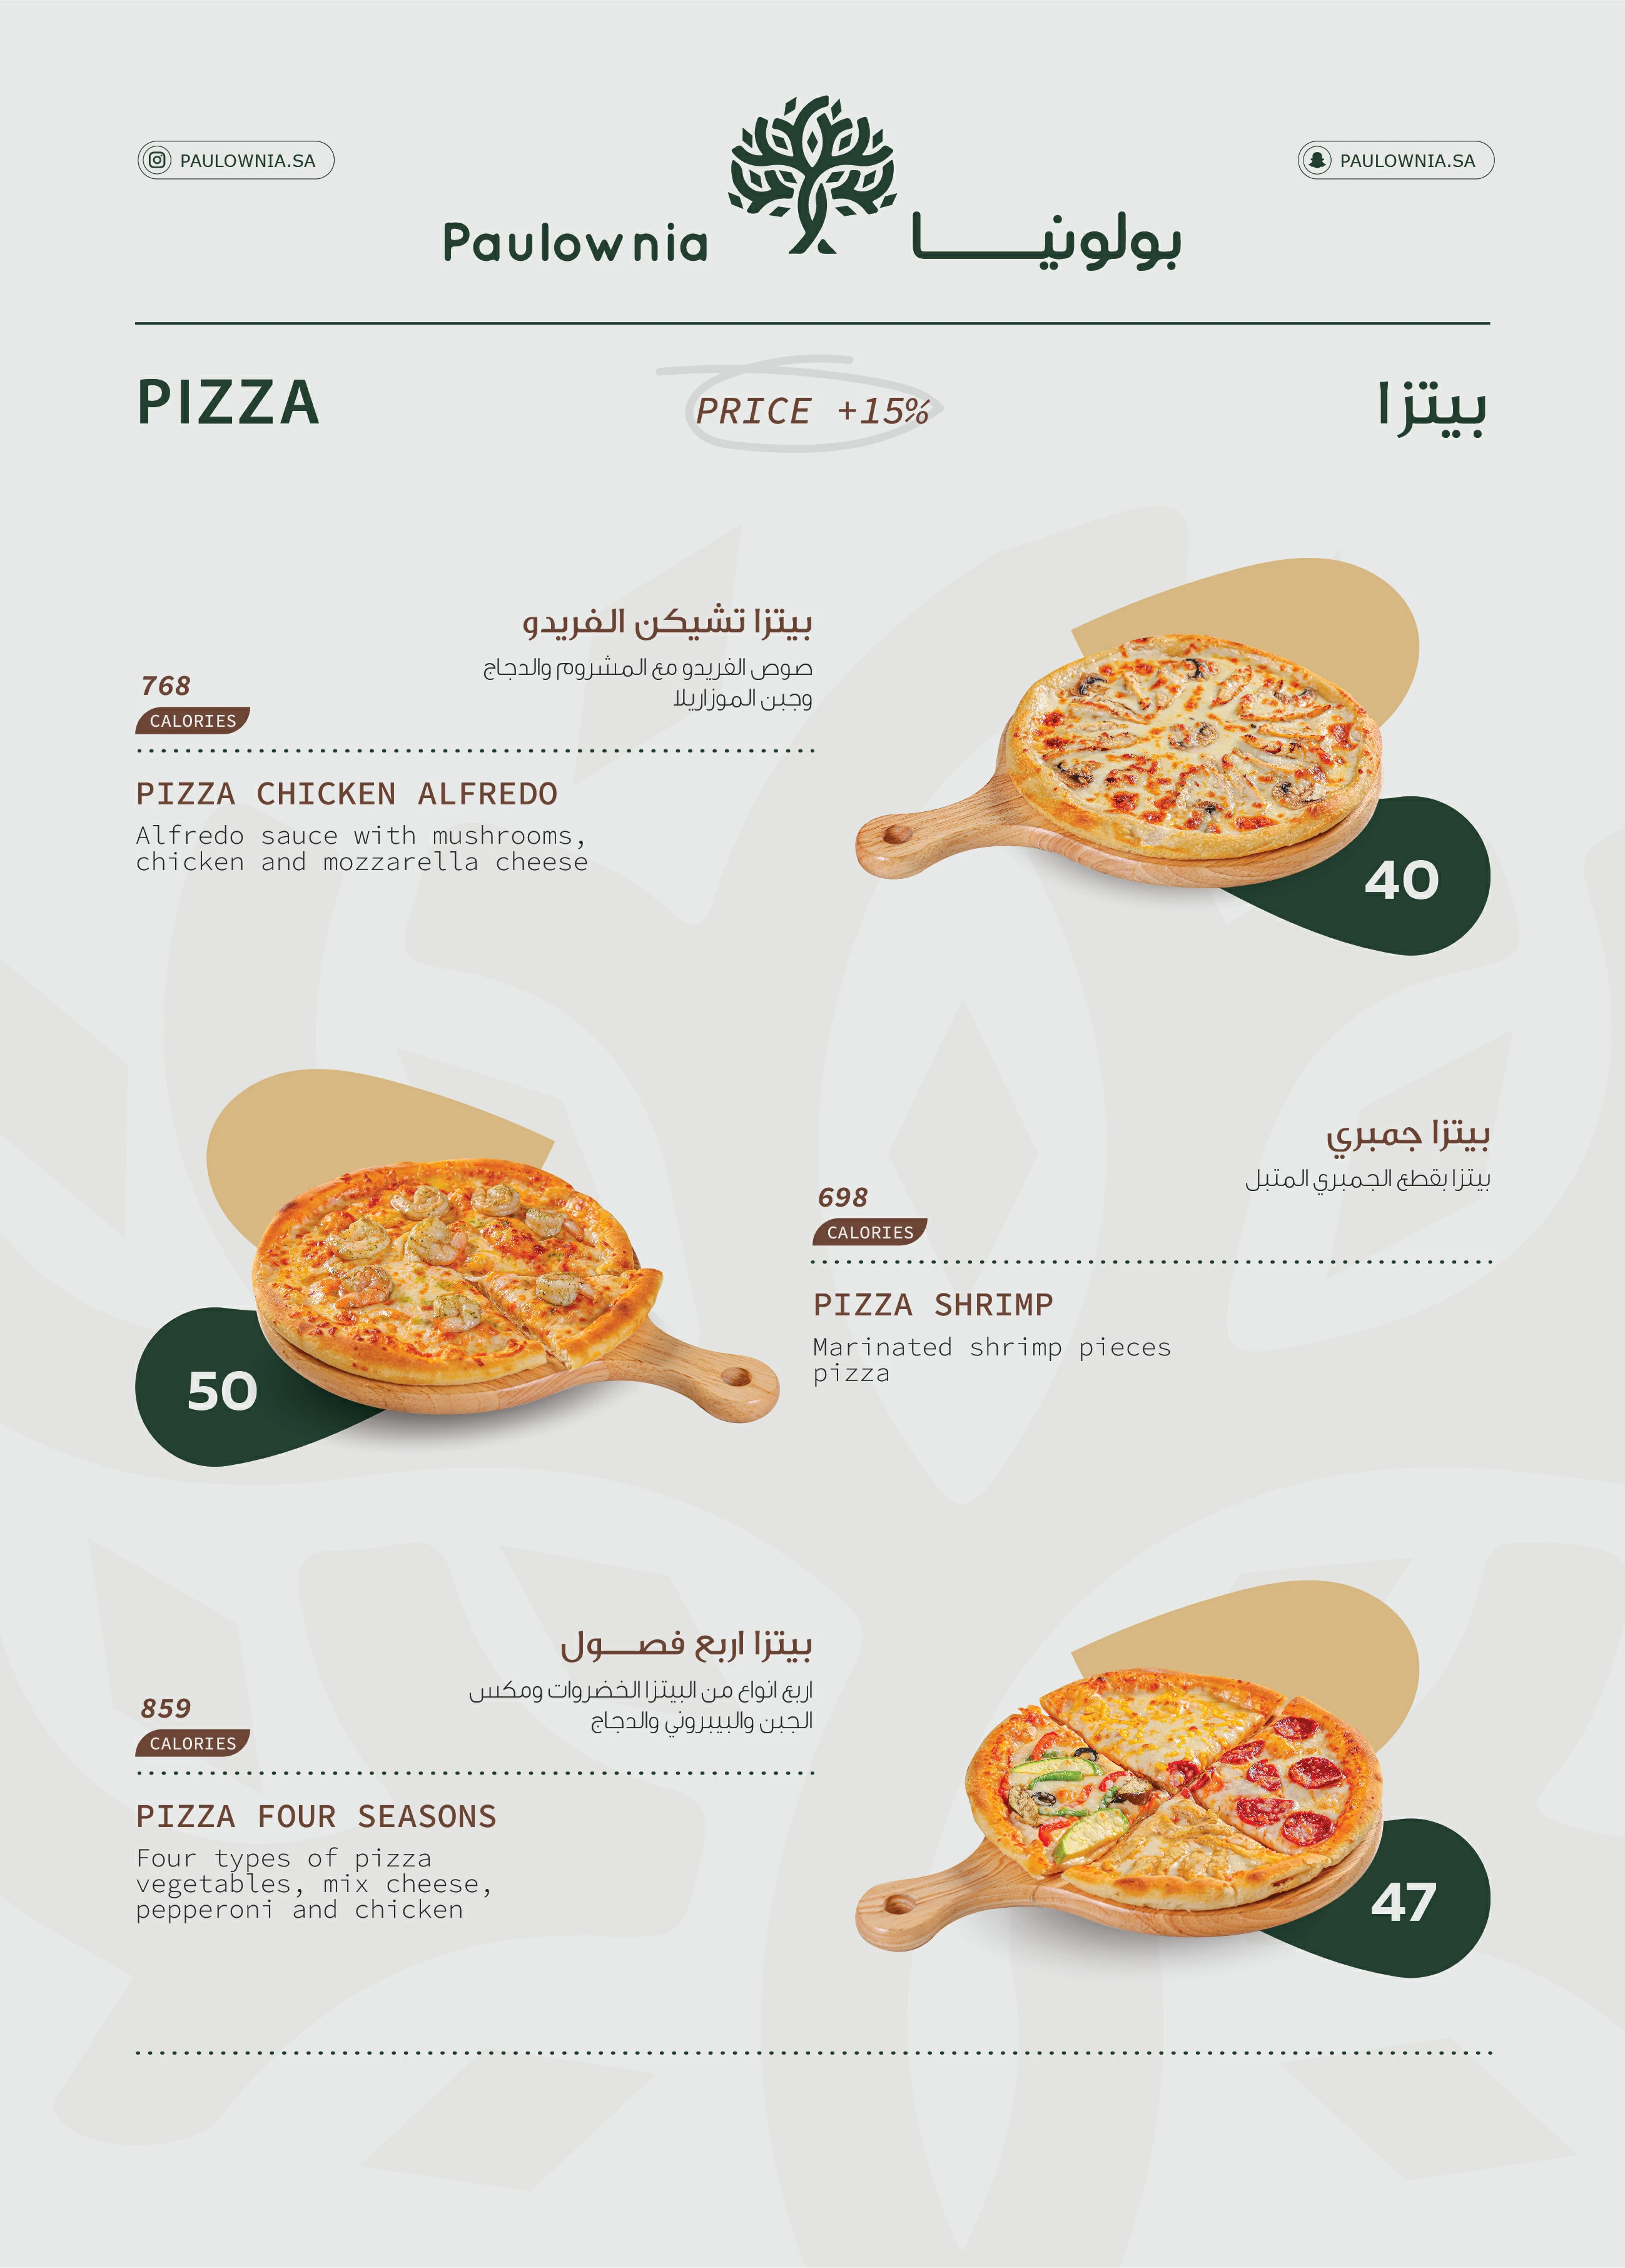 PAULOWNIA.SA
PAULOWNIA.SA
Paulownia
بولونيـــــا
PIZZA
PRICE +15%
بيتزا
بيتزا تشيكن الفريدو
صوص الفريدو مع المشروم والدجاج
وجبن الموزاريلا
768
CALORIES
PIZZA CHICKEN ALFREDO
Alfredo sauce with mushrooms,
chicken and mozzarella cheese
40
بيتزا جمبري
بيتزا بقطع الجمبري المتبل
698
CALORIES
PIZZA SHRIMP
Marinated shrimp pieces
pizza
50
بيتزا اربع فصــول
اربع انواع من البيتزا الخضروات ومكس
الجبن والبيبروني والدجاج
859
CALORIES
PIZZA FOUR SEASONS
Four types of pizza
vegetables, mix cheese,
pepperoni and chicken
47